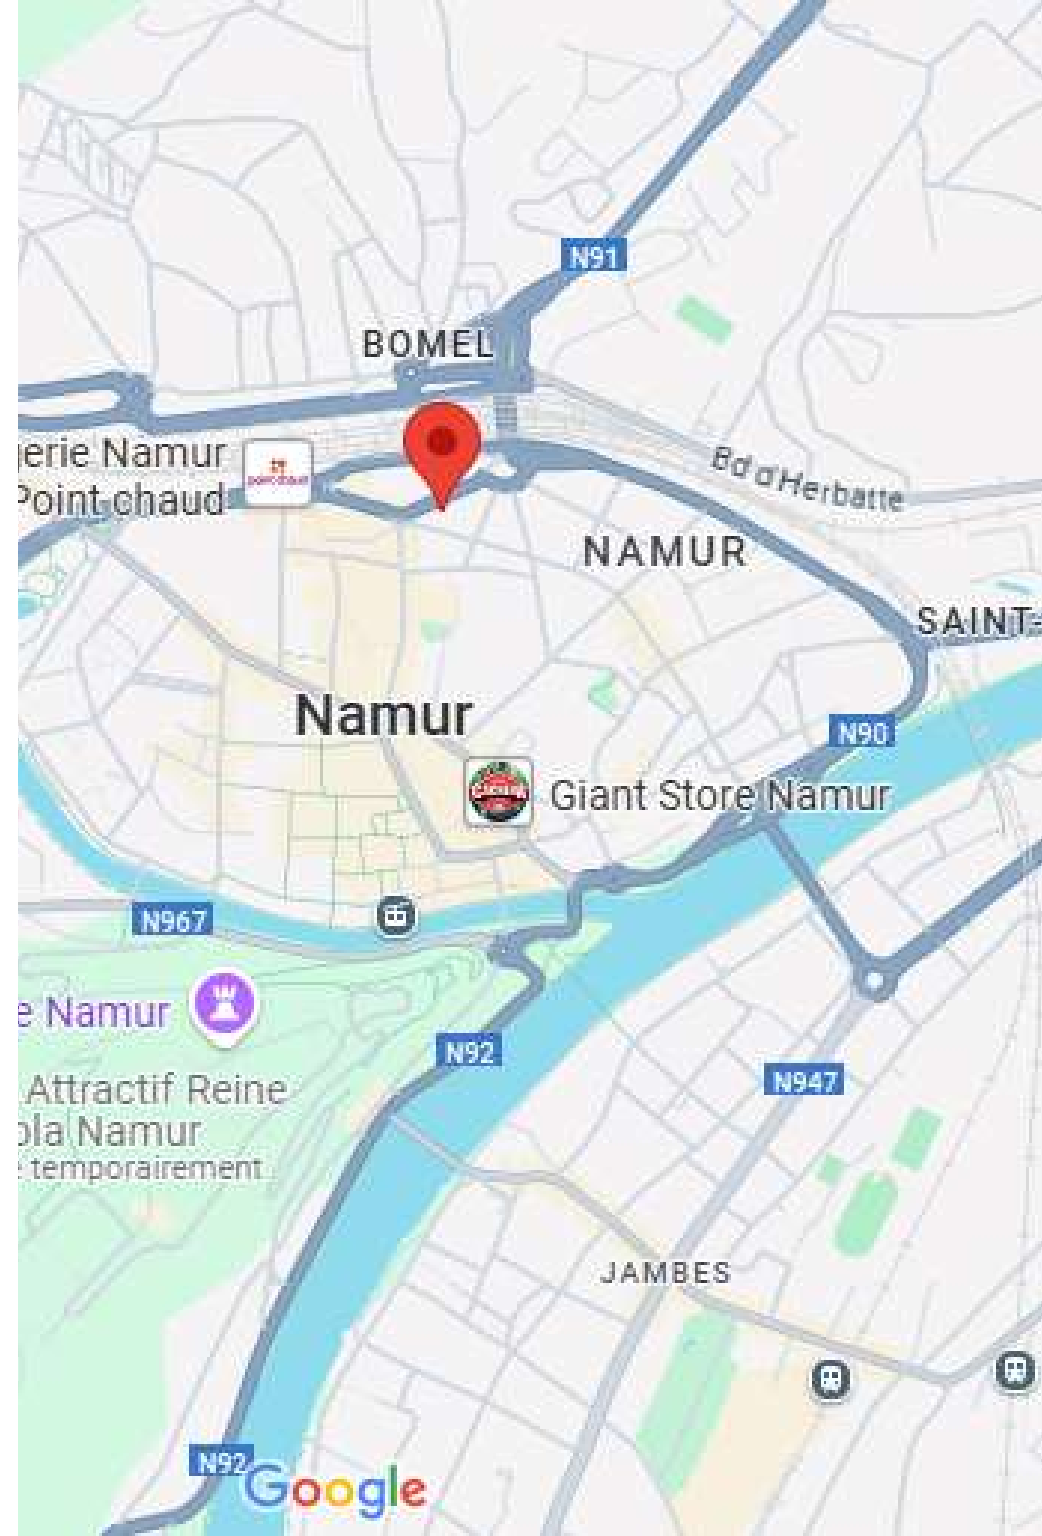 N91
BOMEL
erie Namur
Point chaud
Bd d'Herbatte
NAMUR
SAINT-
Namur
N90
Giant Store Namur
N967
e Namur
N92
Attractif Reine
ola Namur
temporairement
N947
JAMBES
N92
Google